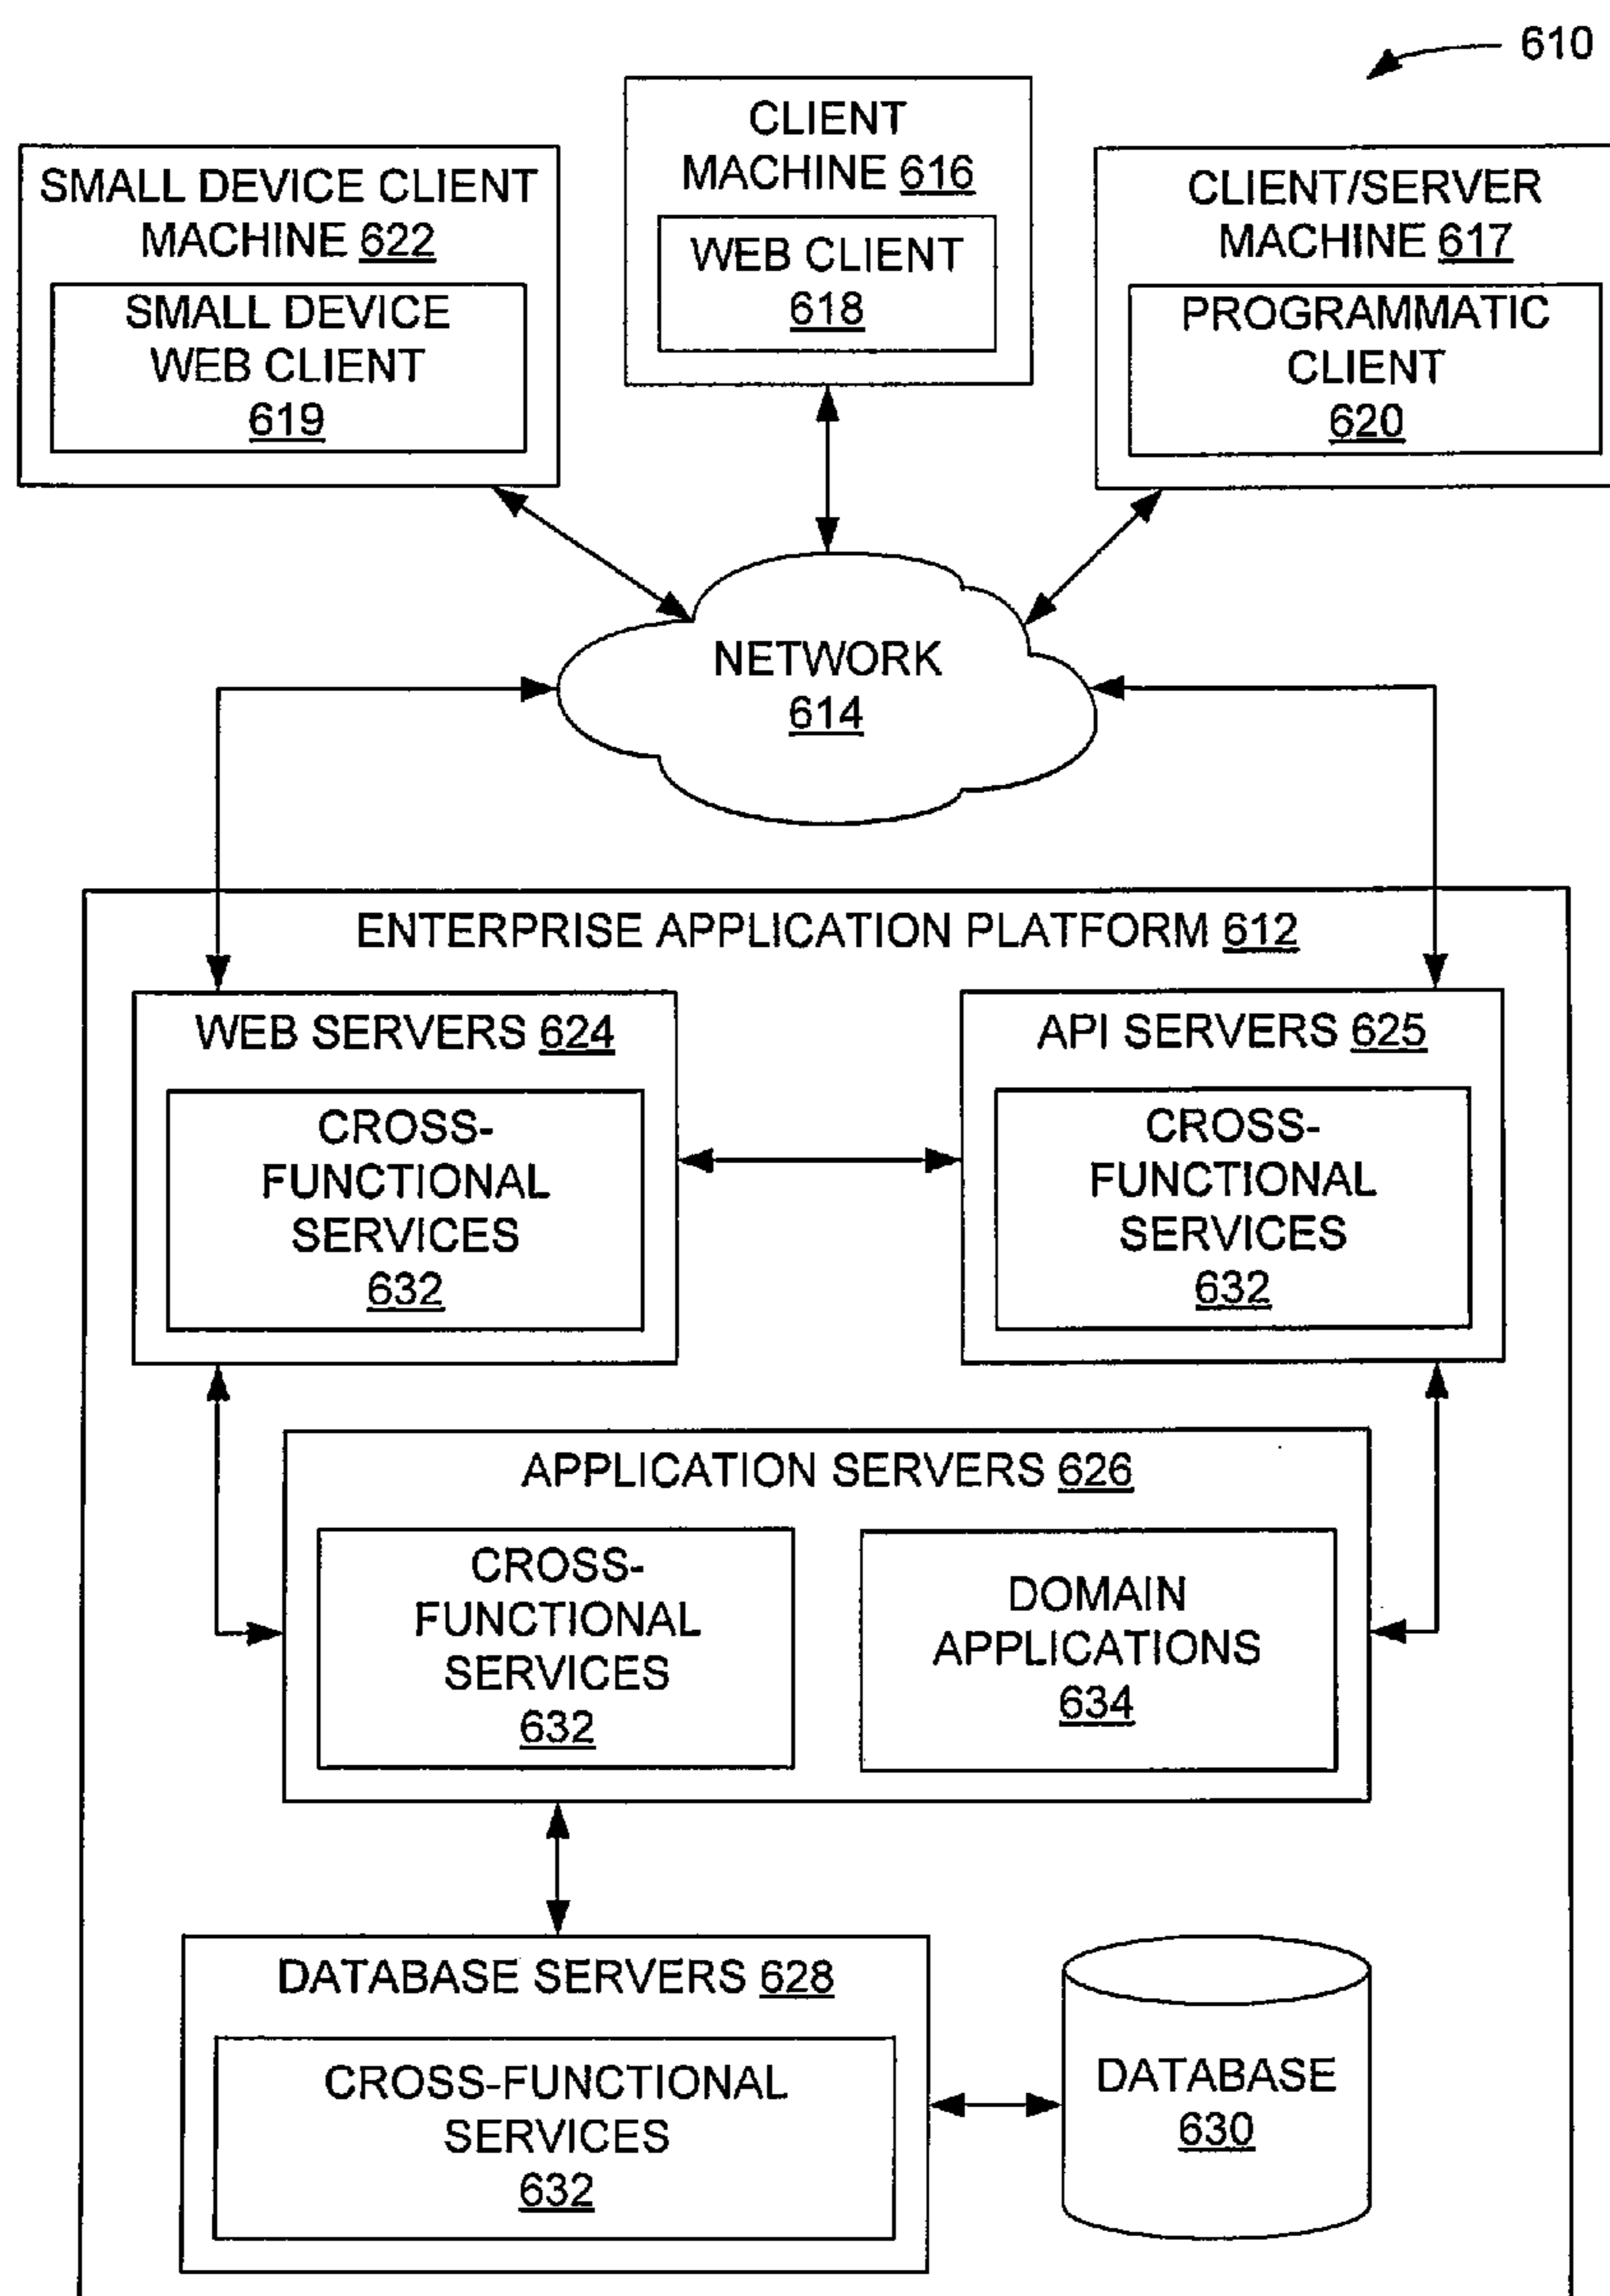 610
CLIENT
MACHINE 616
WEB CLIENT
618
SMALL DEVICE CLIENT
MACHINE 622
SMALL DEVICE
WEB CLIENT
619
CLIENT/SERVER
MACHINE 617
PROGRAMMATIC
CLIENT
620
NETWORK
614
ENTERPRISE APPLICATION PLATFORM 612
WEB SERVERS 624
CROSS-
FUNCTIONAL
SERVICES
632
API SERVERS 625
CROSS-
FUNCTIONAL
SERVICES
632
APPLICATION SERVERS 626
CROSS-
FUNCTIONAL
SERVICES
632
DOMAIN
APPLICATIONS
634
DATABASE SERVERS 628
CROSS-FUNCTIONAL
SERVICES
632
DATABASE
630